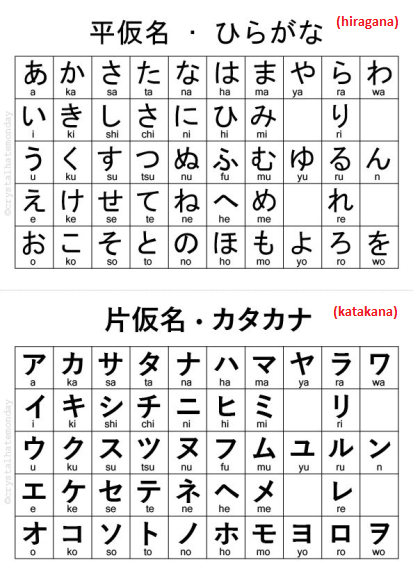 平仮名 · ひらがな (hiragana)
あ か さ た な は ま や ら わ
a ka sa ta na ha ma ya ra wa
い き し さ に ひ み り
i ki shi chi ni hi mi ri
う く す つ ぬ ふ む ゆ る ん
u ku su tsu nu fu mu yu ru n
え け せ て ね へ め れ
e ke se te ne he me re
お こ そ と の ほ も よ ろ を
o ko so to no ho mo yo ro wo
©crystalhatemonday
片仮名・カタカナ (katakana)
ア カ サ タ ナ ハ マ ヤ ラ ワ
a ka sa ta na ha ma ya ra wa
イ キ シ チ ニ ヒ ミ リ
i ki shi chi ni hi mi ri
ウ ク ス ツ ヌ フ ム ユ ル ン
u ku su tsu nu fu mu yu ru n
エ ケ セ テ ネ ヘ メ レ
e ke se te ne he me re
オ コ ソ ト ノ ホ モ ヨ ロ ヲ
o ko so to no ho mo yo ro wo
©crystalhatemonday